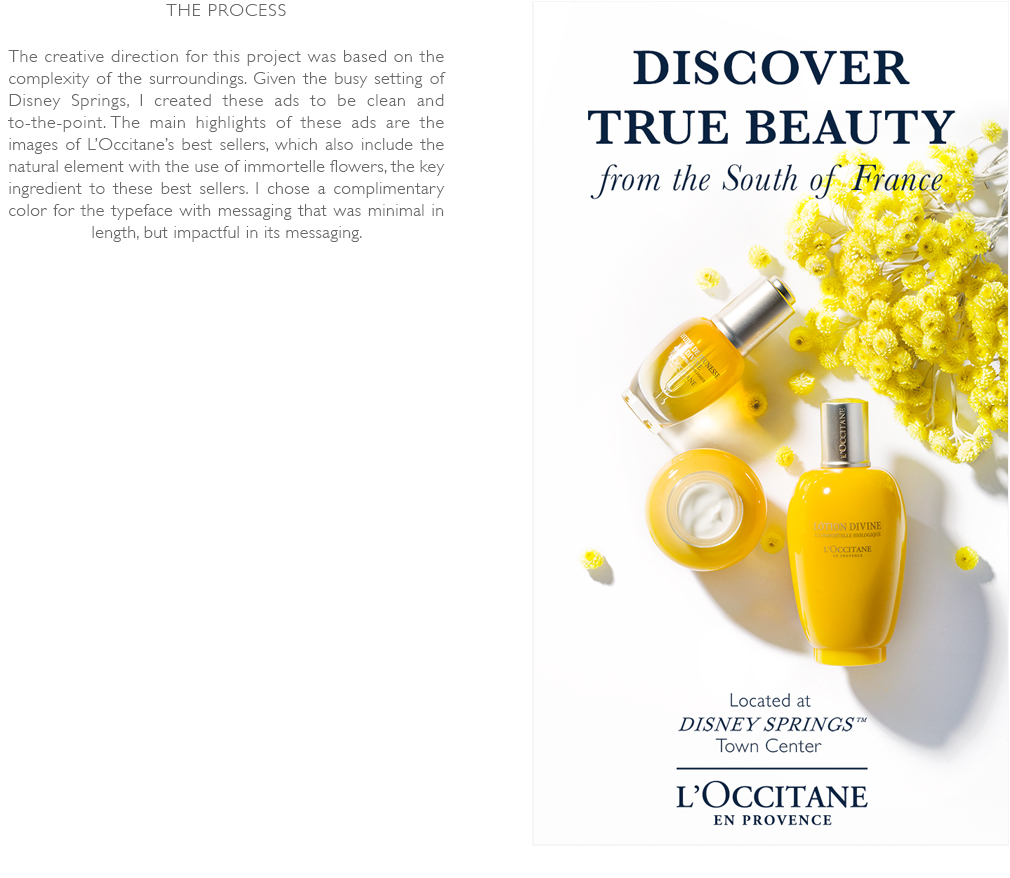 THE PROCESS
The creative direction for this project was based on the
complexity of the surroundings. Given the busy setting of
Disney Springs, I created these ads to be clean and
to-the-point. The main highlights of these ads are the
images of L’Occitane’s best sellers, which also include the
natural element with the use of immortelle flowers, the key
ingredient to these best sellers. I chose a complimentary
color for the typeface with messaging that was minimal in
length, but impactful in its messaging.
DISCOVER
TRUE BEAUTY
from the South of France
L'OCCITANE
DIVINE
L'OCCITANE
EN PROVENCE
Located at
DISNEY SPRINGS™
Town Center
L'OCCITANE
EN PROVENCE